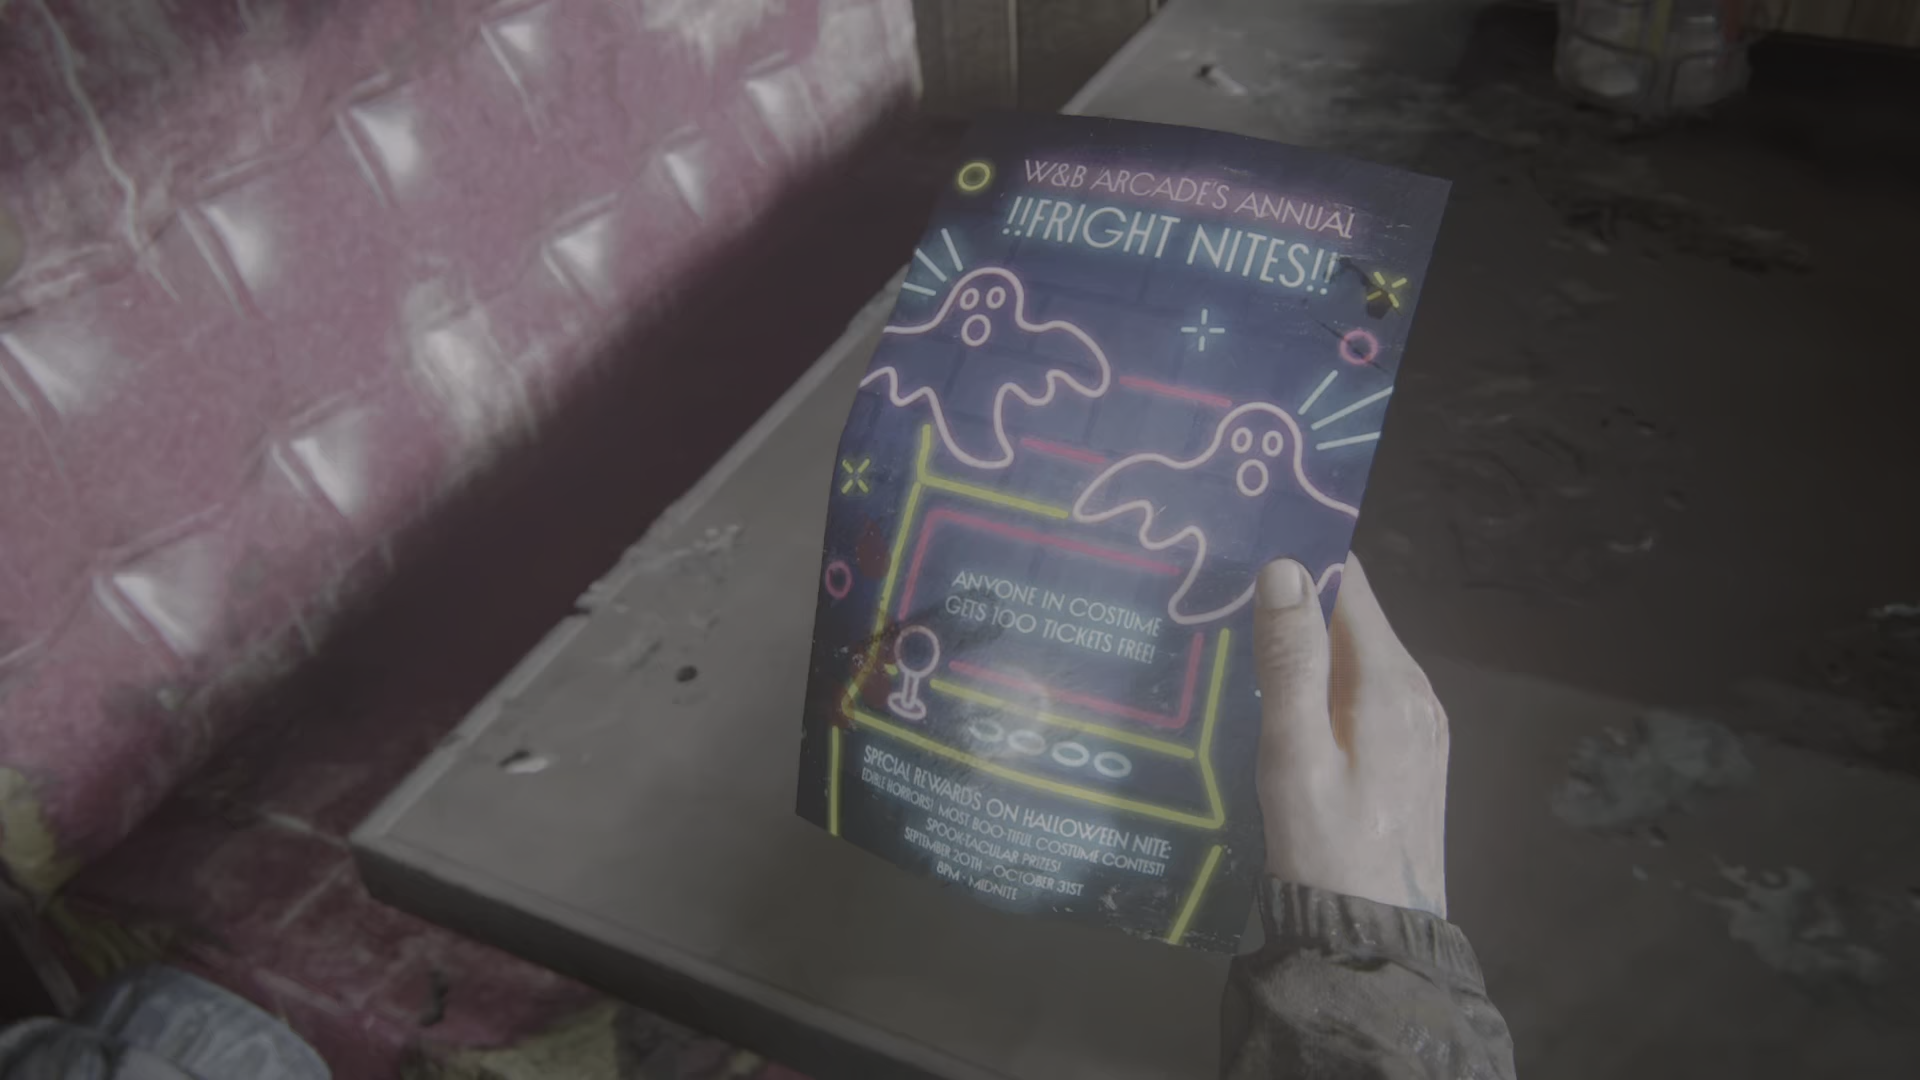 W&B ARCADE'S ANNUAL
!!FRIGHT NITES!!
ANYONE IN COSTUME
GETS 100 TICKETS FREE!
SPECIAL REWARDS ON HALLOWEEN NITE:
EDIBLE HORRORS! MOST BOO-TIFUL COSTUME CONTEST!
SPOOK-TACULAR PRIZES!
SEPTEMBER 20TH - OCTOBER 31ST
8PM - MIDNITE